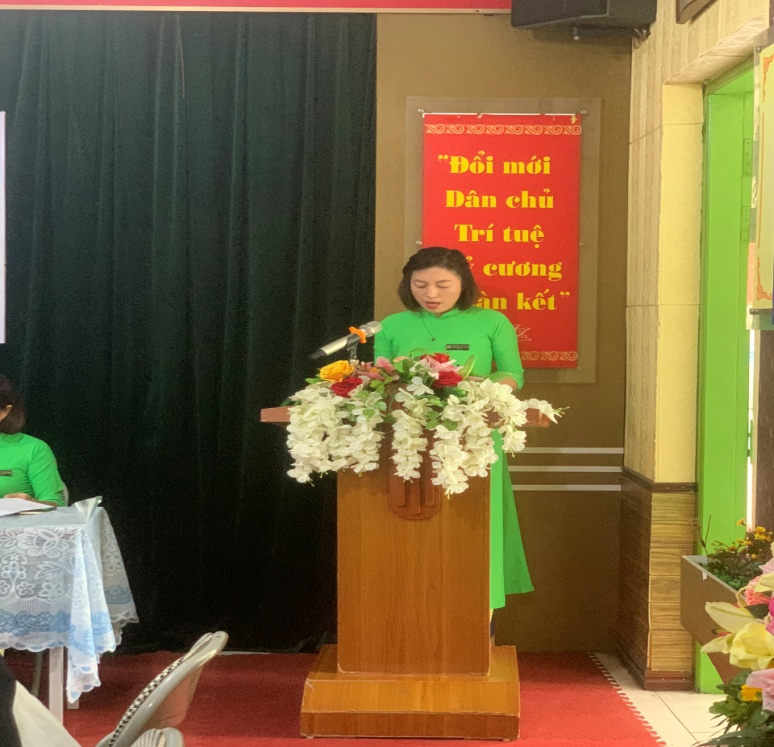 “Đổi mới
Dân chủ
Trí tuệ
cương
kết”